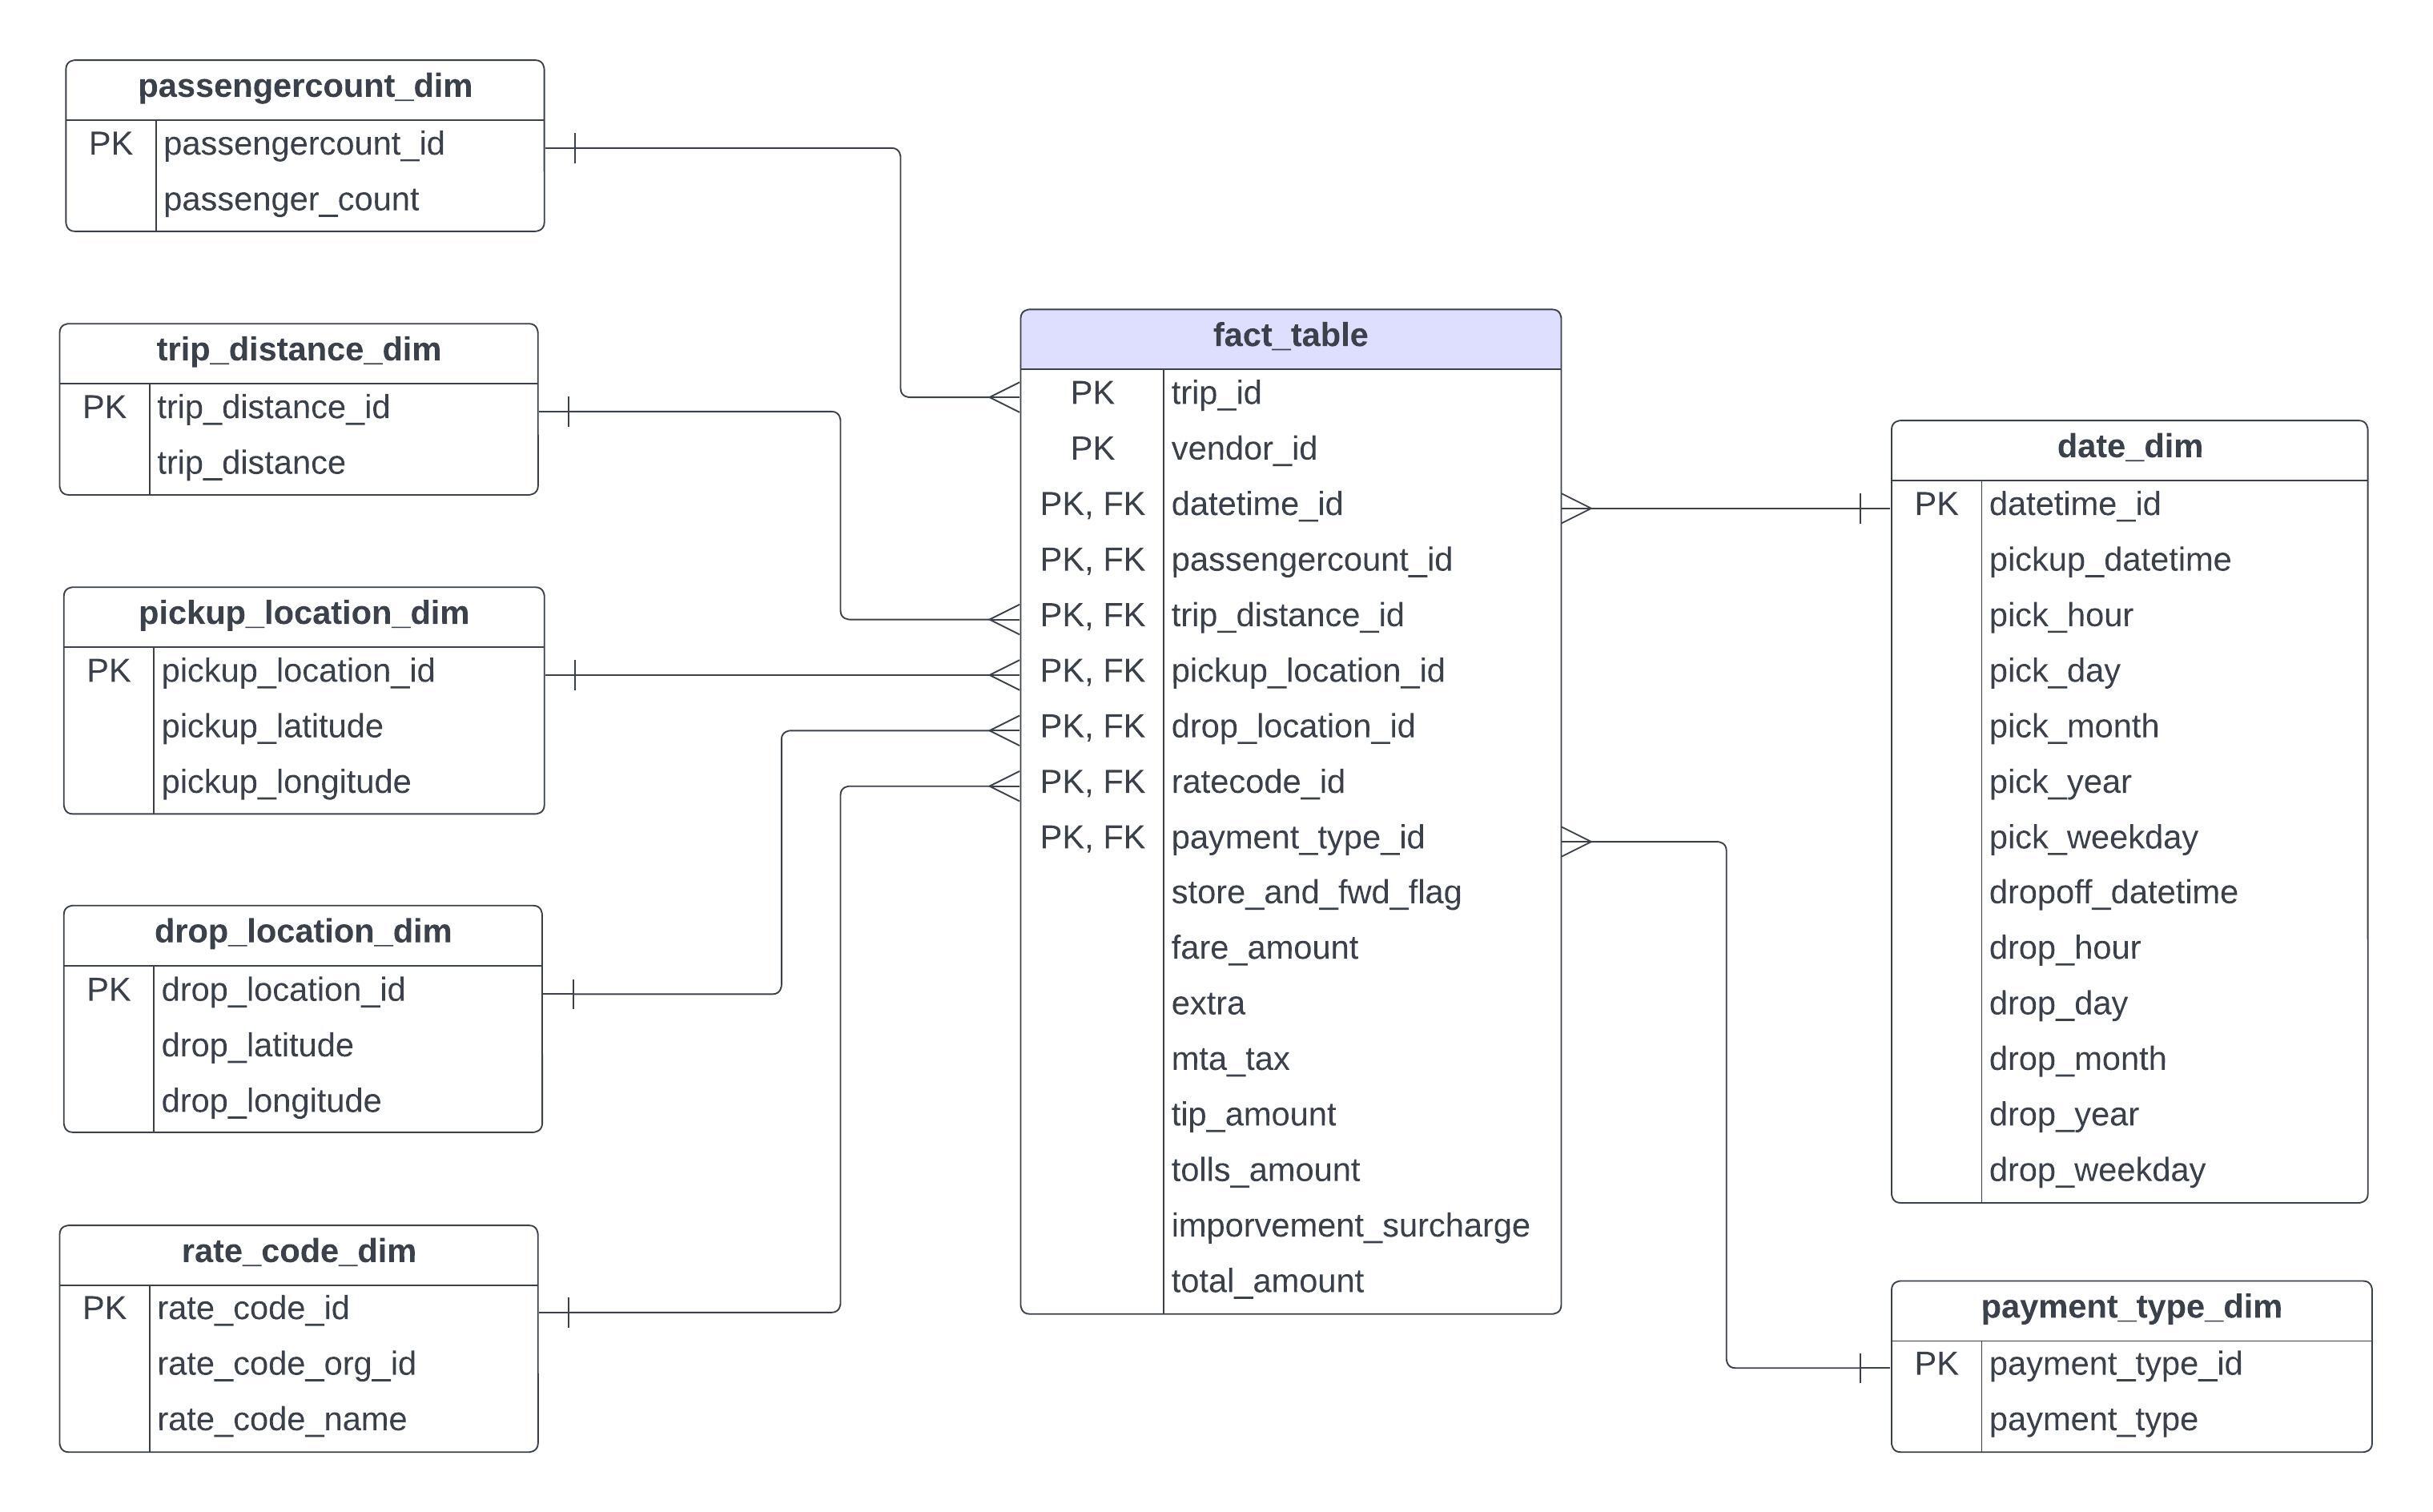 passengercount_dim
PK passengercount_id
passenger_count
trip_distance_dim
PK trip_distance_id
trip_distance
pickup_location_dim
PK pickup_location_id
pickup_latitude
pickup_longitude
drop_location_dim
PK drop_location_id
drop_latitude
drop_longitude
rate_code_dim
PK rate_code_id
rate_code_org_id
rate_code_name
fact_table
PK trip_id
PK vendor_id
PK, FK datetime_id
PK, FK passengercount_id
PK, FK trip_distance_id
PK, FK pickup_location_id
PK, FK drop_location_id
PK, FK ratecode_id
PK, FK payment_type_id
store_and_fwd_flag
fare_amount
extra
mta_tax
tip_amount
tolls_amount
imporvement_surcharge
total_amount
date_dim
PK datetime_id
pickup_datetime
pick_hour
pick_day
pick_month
pick_year
pick_weekday
dropoff_datetime
drop_hour
drop_day
drop_month
drop_year
drop_weekday
payment_type_dim
PK payment_type_id
payment_type